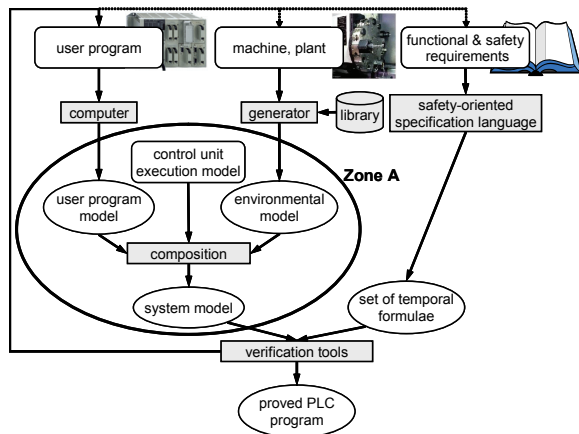 user program
machine, plant
functional & safety
requirements
computer
generator
library
safety-oriented
specification language
control unit
execution model
Zone A
user program
model
environmental
model
composition
system model
set of temporal
formulae
verification tools
proved PLC
program